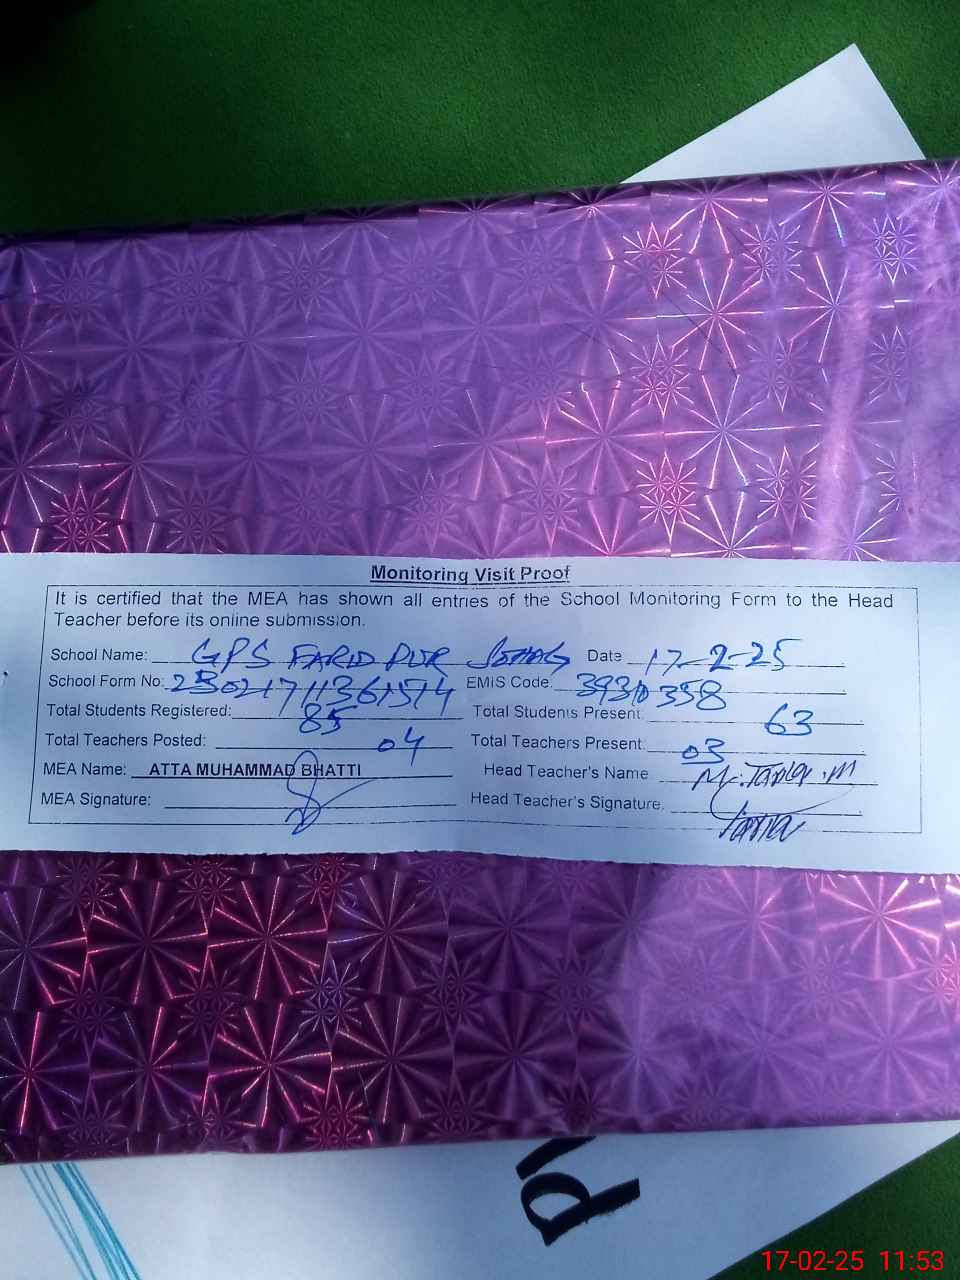 Monitoring Visit Proof
It is certified that the MEA has shown all entries of the School Monitoring Form to the Head
Teacher before its online submission.
School Name: GPS FARID PUR SOHAG Date 17-2-25
School Form No: EMIS Code: 39310358
Total Students Registered: 85 Total Students Present: 63
Total Teachers Posted: 04 Total Teachers Present: 03
MEA Name: ATTA MUHAMMAD BHATTI Head Teacher's Name
MEA Signature: Head Teacher's Signature.
17-02-25 11:53